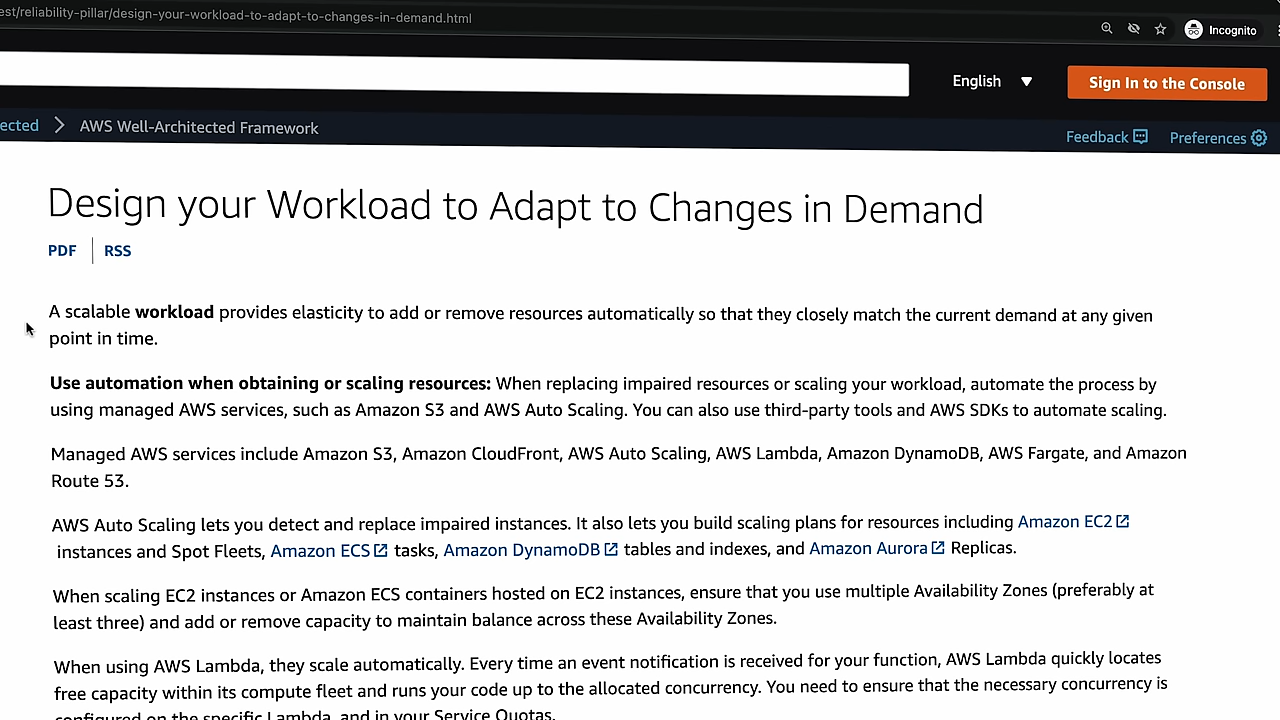 est/reliability-pillar/design-your-workload-to-adapt-to-changes-in-demand.html
Incognito
English
Sign In to the Console
ected > AWS Well-Architected Framework
Feedback
Preferences
Design your Workload to Adapt to Changes in Demand
PDF | RSS
A scalable workload provides elasticity to add or remove resources automatically so that they closely match the current demand at any given
point in time.
Use automation when obtaining or scaling resources: When replacing impaired resources or scaling your workload, automate the process by
using managed AWS services, such as Amazon S3 and AWS Auto Scaling. You can also use third-party tools and AWS SDKs to automate scaling.
Managed AWS services include Amazon S3, Amazon CloudFront, AWS Auto Scaling, AWS Lambda, Amazon DynamoDB, AWS Fargate, and Amazon
Route 53.
AWS Auto Scaling lets you detect and replace impaired instances. It also lets you build scaling plans for resources including Amazon EC2
instances and Spot Fleets, Amazon ECS tasks, Amazon DynamoDB tables and indexes, and Amazon Aurora Replicas.
When scaling EC2 instances or Amazon ECS containers hosted on EC2 instances, ensure that you use multiple Availability Zones (preferably at
least three) and add or remove capacity to maintain balance across these Availability Zones.
When using AWS Lambda, they scale automatically. Every time an event notification is received for your function, AWS Lambda quickly locates
free capacity within its compute fleet and runs your code up to the allocated concurrency. You need to ensure that the necessary concurrency is
configured on the specific Lambda, and in your Service Quotas.